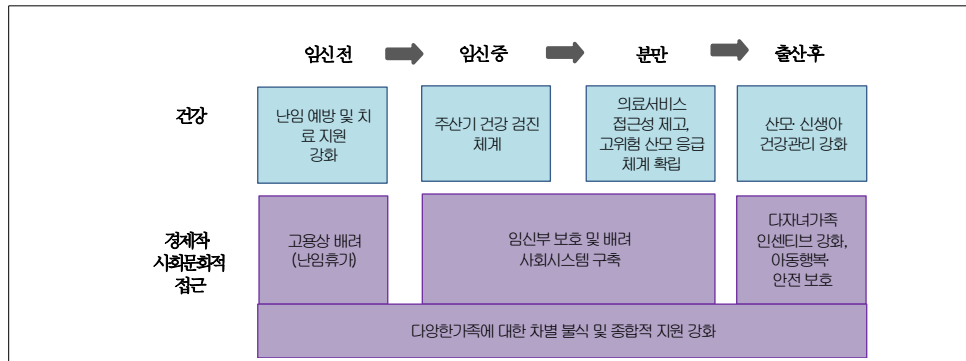 임신 전
임신 중
분만
출산 후
건강
난임 예방 및 치
료 지원
강화
주산기 건강 검진
체계
의료서비스
접근성 제고,
고위험 산모 응급
체계 확립
산모· 신생아
건강관리 강화
경제적·
사회문화적
접근
고용상 배려
(난임휴가)
임신부 보호 및 배려
사회시스템 구축
다자녀가족
인센티브 강화,
아동행복·
안전 보호
다양한가족에 대한 차별 불식 및 종합적 지원 강화